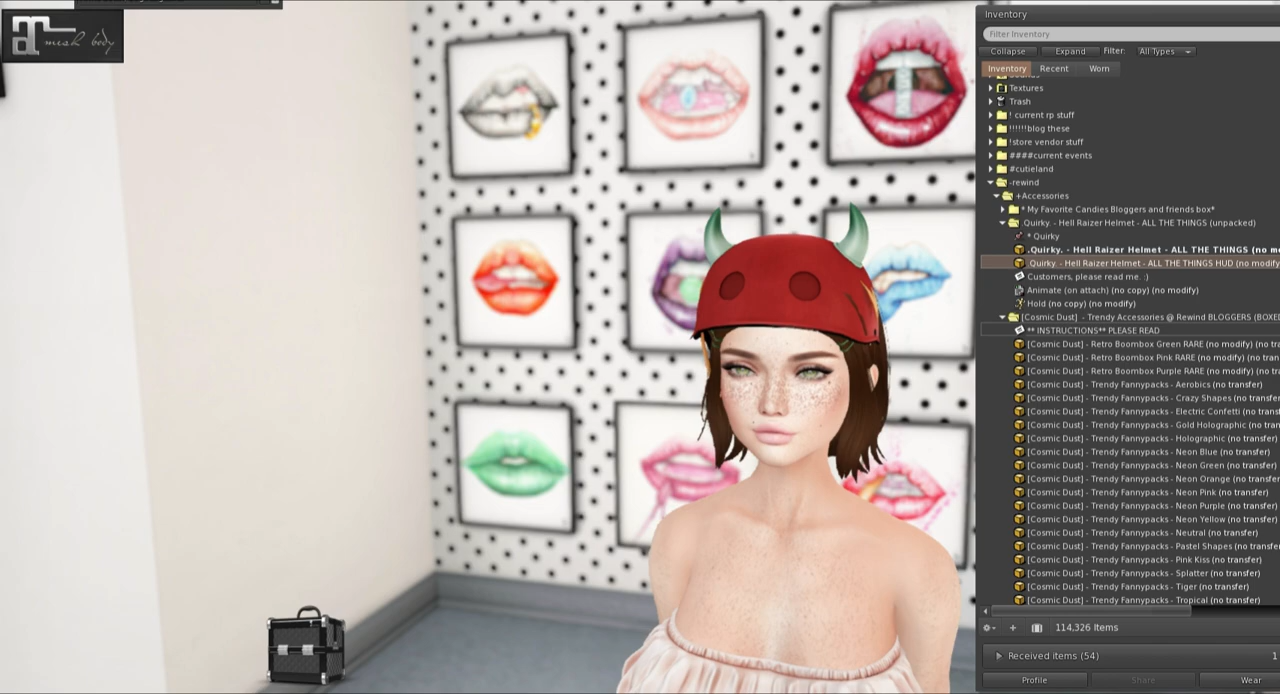 mesh body
Inventory
Filter Inventory
Collapse Expand Filter: All Types
Inventory Recent Worn
Textures
Trash
! current rp stuff
!!!!!!blog these
!store vendor stuff
####current events
#cutieland
-rewind
+Accessories
* My Favorite Candies Bloggers and friends box*
.Quirky. - Hell Raizer Helmet - ALL THE THINGS (unpacked)
* Quirky
.Quirky. - Hell Raizer Helmet - ALL THE THINGS (no
.Quirky. - Hell Raizer Helmet - ALL THE THINGS HUD (no modify
Customers, please read me. :)
Animate (on attach) (no copy) (no modify)
Hold (no copy) (no modify)
[Cosmic Dust] - Trendy Accessories @ Rewind BLOGGERS (BOXED
** INSTRUCTIONS** PLEASE READ
[Cosmic Dust] - Retro Boombox Green RARE (no modify) (no tra
[Cosmic Dust] - Retro Boombox Pink RARE (no modify) (no trans
[Cosmic Dust] - Retro Boombox Purple RARE (no modify) (no
[Cosmic Dust] - Trendy Fannypacks - Aerobics (no transfer)
[Cosmic Dust] - Trendy Fannypacks - Crazy Shapes (no transfer
[Cosmic Dust] - Trendy Fannypacks - Electric Confetti (no trans
[Cosmic Dust] - Trendy Fannypacks - Gold Holographic (no tran
[Cosmic Dust] - Trendy Fannypacks - Holographic (no transfer)
[Cosmic Dust] - Trendy Fannypacks - Neon Blue (no transfer)
[Cosmic Dust] - Trendy Fannypacks - Neon Green (no transfer)
[Cosmic Dust] - Trendy Fannypacks - Neon Orange (no transfer)
[Cosmic Dust] - Trendy Fannypacks - Neon Pink (no transfer)
[Cosmic Dust] - Trendy Fannypacks - Neon Purple (no transfer)
[Cosmic Dust] - Trendy Fannypacks - Neon Yellow (no transfer)
[Cosmic Dust] - Trendy Fannypacks - Neutral (no transfer)
[Cosmic Dust] - Trendy Fannypacks - Pastel Shapes (no transfer
[Cosmic Dust] - Trendy Fannypacks - Pink Kiss (no transfer)
[Cosmic Dust] - Trendy Fannypacks - Splatter (no transfer)
[Cosmic Dust] - Trendy Fannypacks - Tiger (no transfer)
[Cosmic Dust] - Trendy Fannypacks - Tropical (no transfer)
114,326 Items
Received items (54) 1
Profile Share Wear